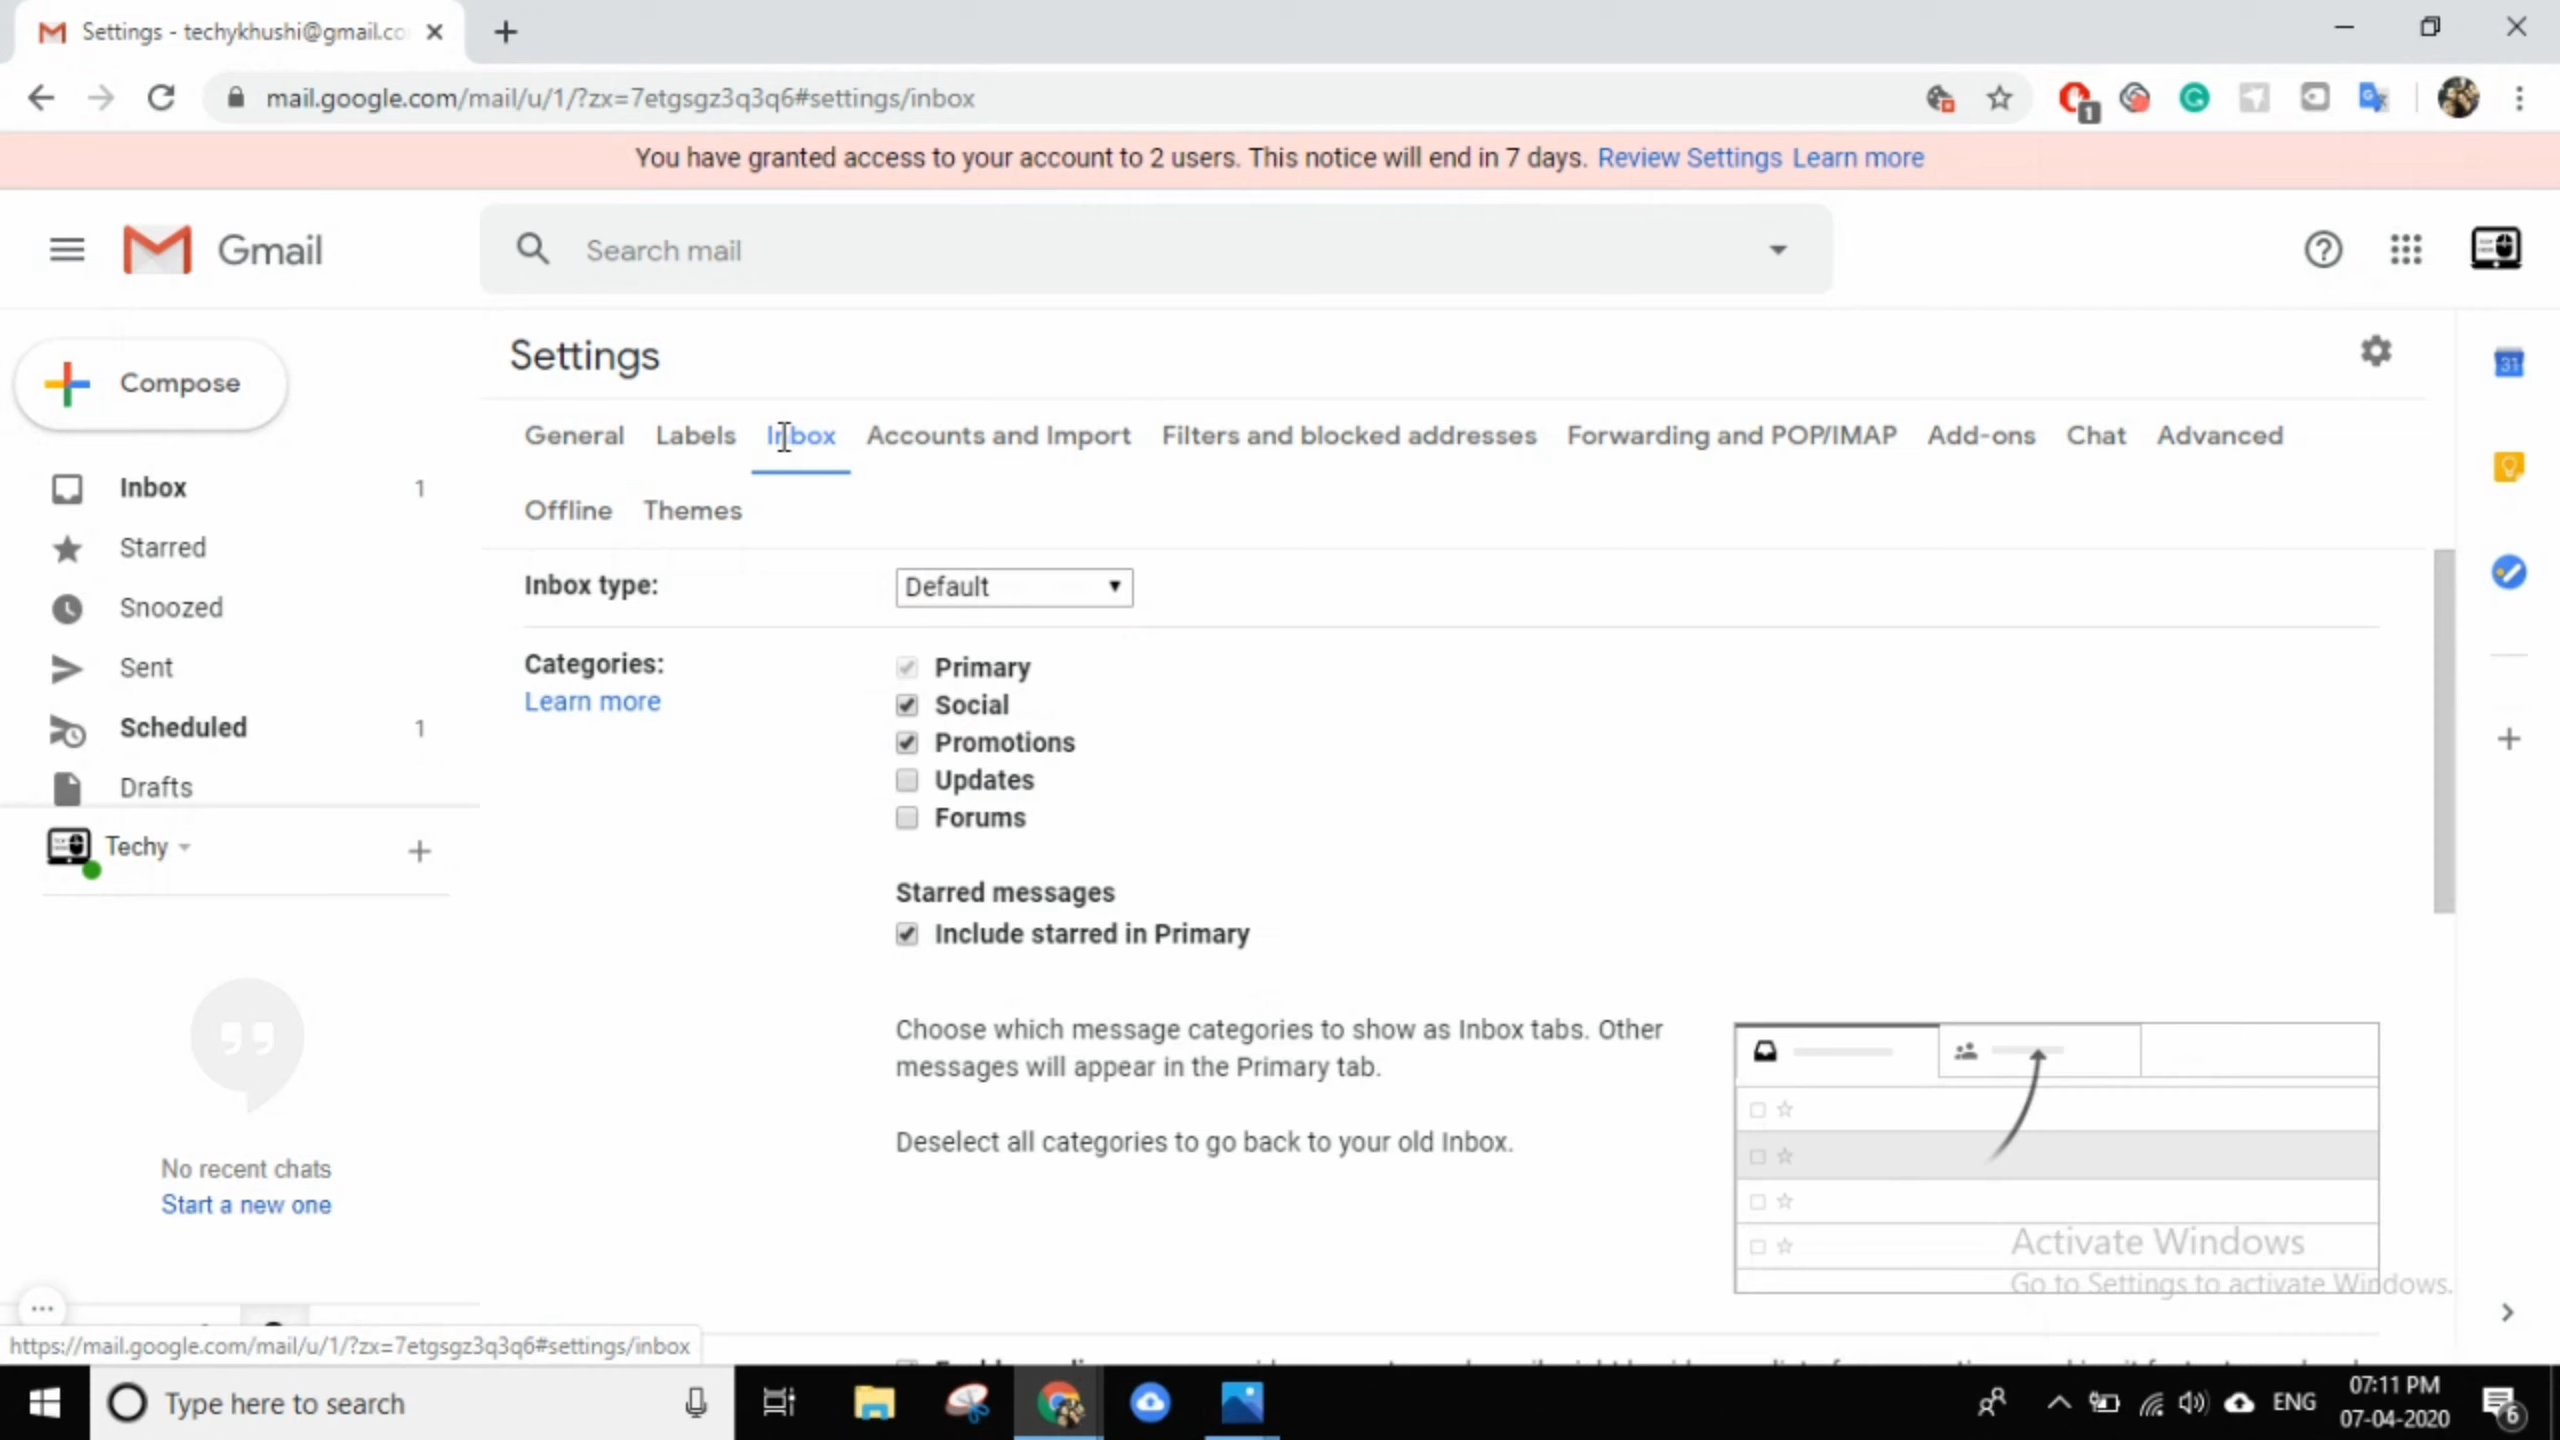 Settings - techykhushi@gmail.co
mail.google.com/mail/u/1/?zx=7etgsgz3q3q6#settings/inbox
1
You have granted access to your account to 2 users. This notice will end in 7 days. Review Settings Learn more
Gmail
Search mail
Compose
Inbox 1
Starred
Snoozed
Sent
Scheduled 1
Drafts
Techy
No recent chats
Start a new one
Settings
General Labels Inbox Accounts and Import Filters and blocked addresses Forwarding and POP/IMAP Add-ons Chat Advanced
Offline Themes
Inbox type: Default
Categories:
Learn more
Primary
Social
Promotions
Updates
Forums
Starred messages
Include starred in Primary
Choose which message categories to show as Inbox tabs. Other
messages will appear in the Primary tab.
Deselect all categories to go back to your old Inbox.
31
Activate Windows
Go to Settings to activate Windows.
https://mail.google.com/mail/u/1/?zx=7etgsgz3q3q6#settings/inbox
Type here to search
ENG
07:11 PM
07-04-2020
6